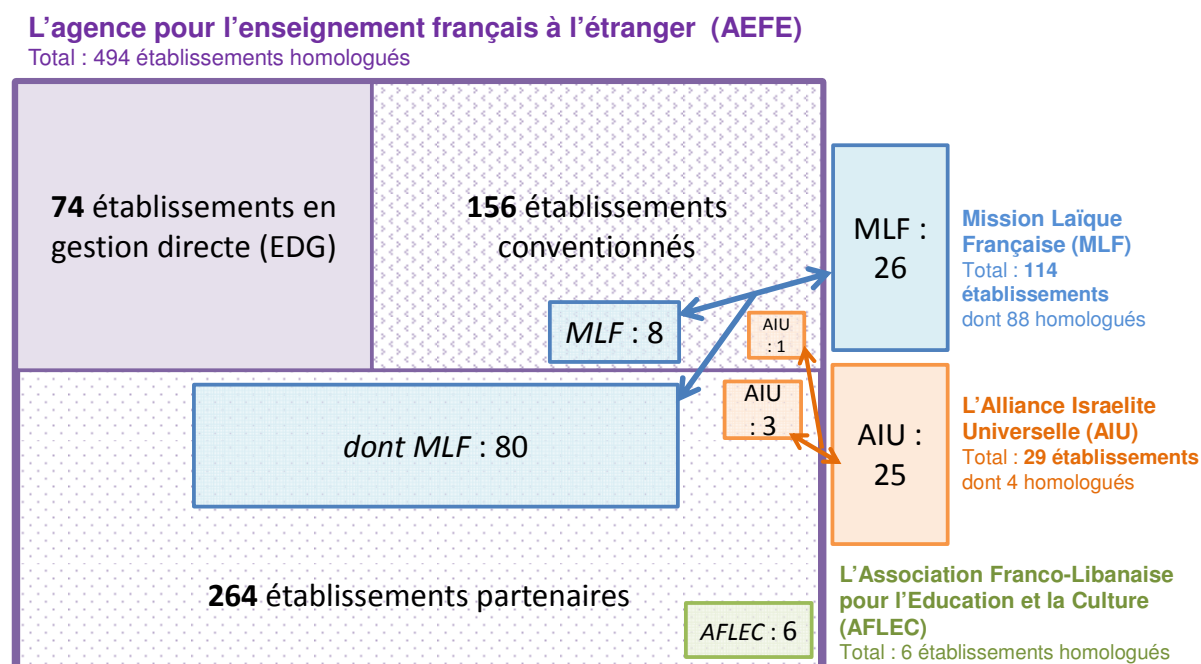 L’agence pour l’enseignement français à l’étranger (AEFE)
Total : 494 établissements homologués
74 établissements en
gestion directe (EDG)
156 établissements
conventionnés
MLF : 8
AIU
: 1
MLF :
26
Mission Laïque
Française (MLF)
Total : 114
établissements
dont 88 homologués
dont MLF : 80
AIU
: 3
AIU :
25
L’Alliance Israelite
Universelle (AIU)
Total : 29 établissements
dont 4 homologués
264 établissements partenaires
AFLEC : 6
L’Association Franco-Libanaise
pour l’Education et la Culture
(AFLEC)
Total : 6 établissements homologués